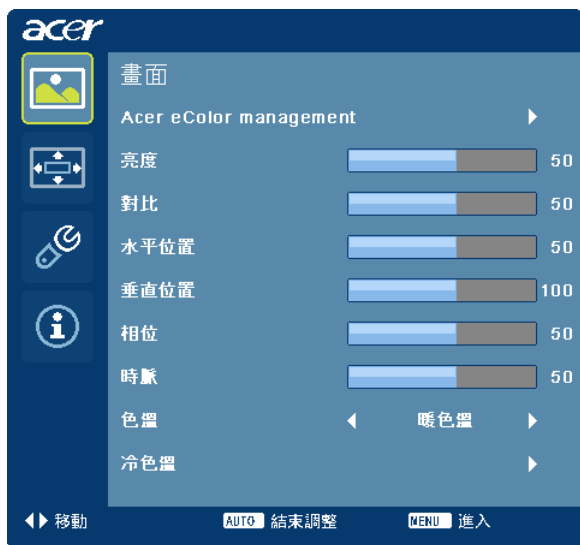 acer
畫面
Acer eColor management
亮度 50
對比 50
水平位置 50
垂直位置 100
相位 50
時脈 50
色溫 暖色溫
冷色溫
移動 AUTO 結束調整 MENU 進入